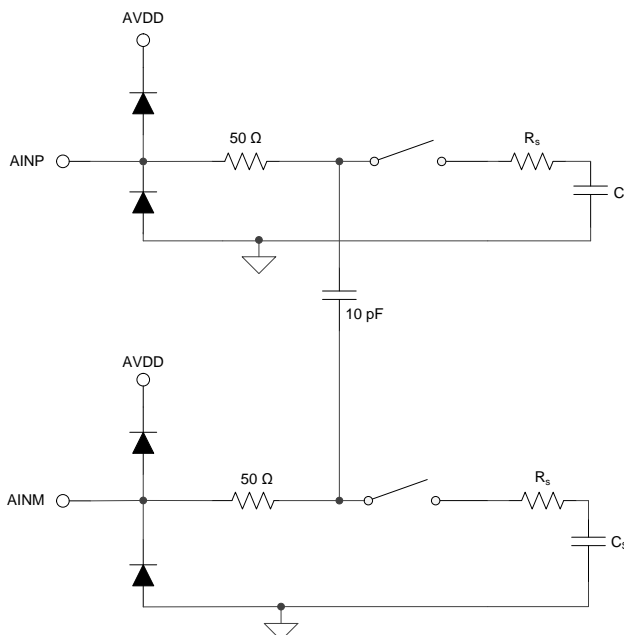 AVDD
50 Ω
Rs
AINP
C
10 pF
AVDD
50 Ω
Rs
AINM
Cs